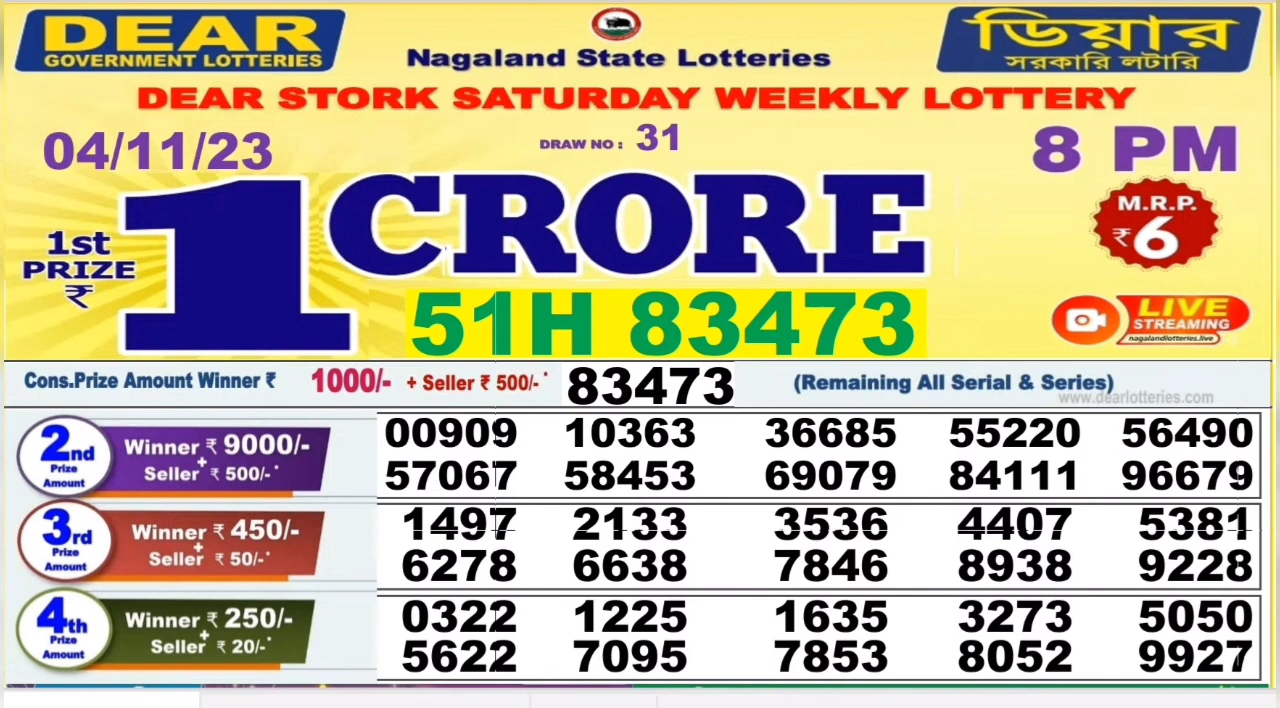 DEAR
GOVERNMENT LOTTERIES
Nagaland State Lotteries
ডিয়ার
সরকারি লটারি
DEAR STORK SATURDAY WEEKLY LOTTERY
04/11/23
DRAW NO : 31
8 PM
1st
PRIZE
₹
1 CRORE
M.R.P.
₹6
51H 83473
LIVE
STREAMING
nagalandlotteries.live
Cons.Prize Amount Winner ₹ 1000/- + Seller ₹ 500/-* 83473 (Remaining All Serial & Series)
www.dearlotteries.com
2nd
Prize
Amount
Winner ₹ 9000/-
+
Seller ₹ 500/-*
00909 10363 36685 55220 56490
57067 58453 69079 84111 96679
3rd
Prize
Amount
Winner ₹ 450/-
+
Seller ₹ 50/-*
1497 2133 3536 4407 5381
6278 6638 7846 8938 9228
4th
Prize
Amount
Winner ₹ 250/-
+
Seller ₹ 20/-*
0322 1225 1635 3273 5050
5622 7095 7853 8052 9927